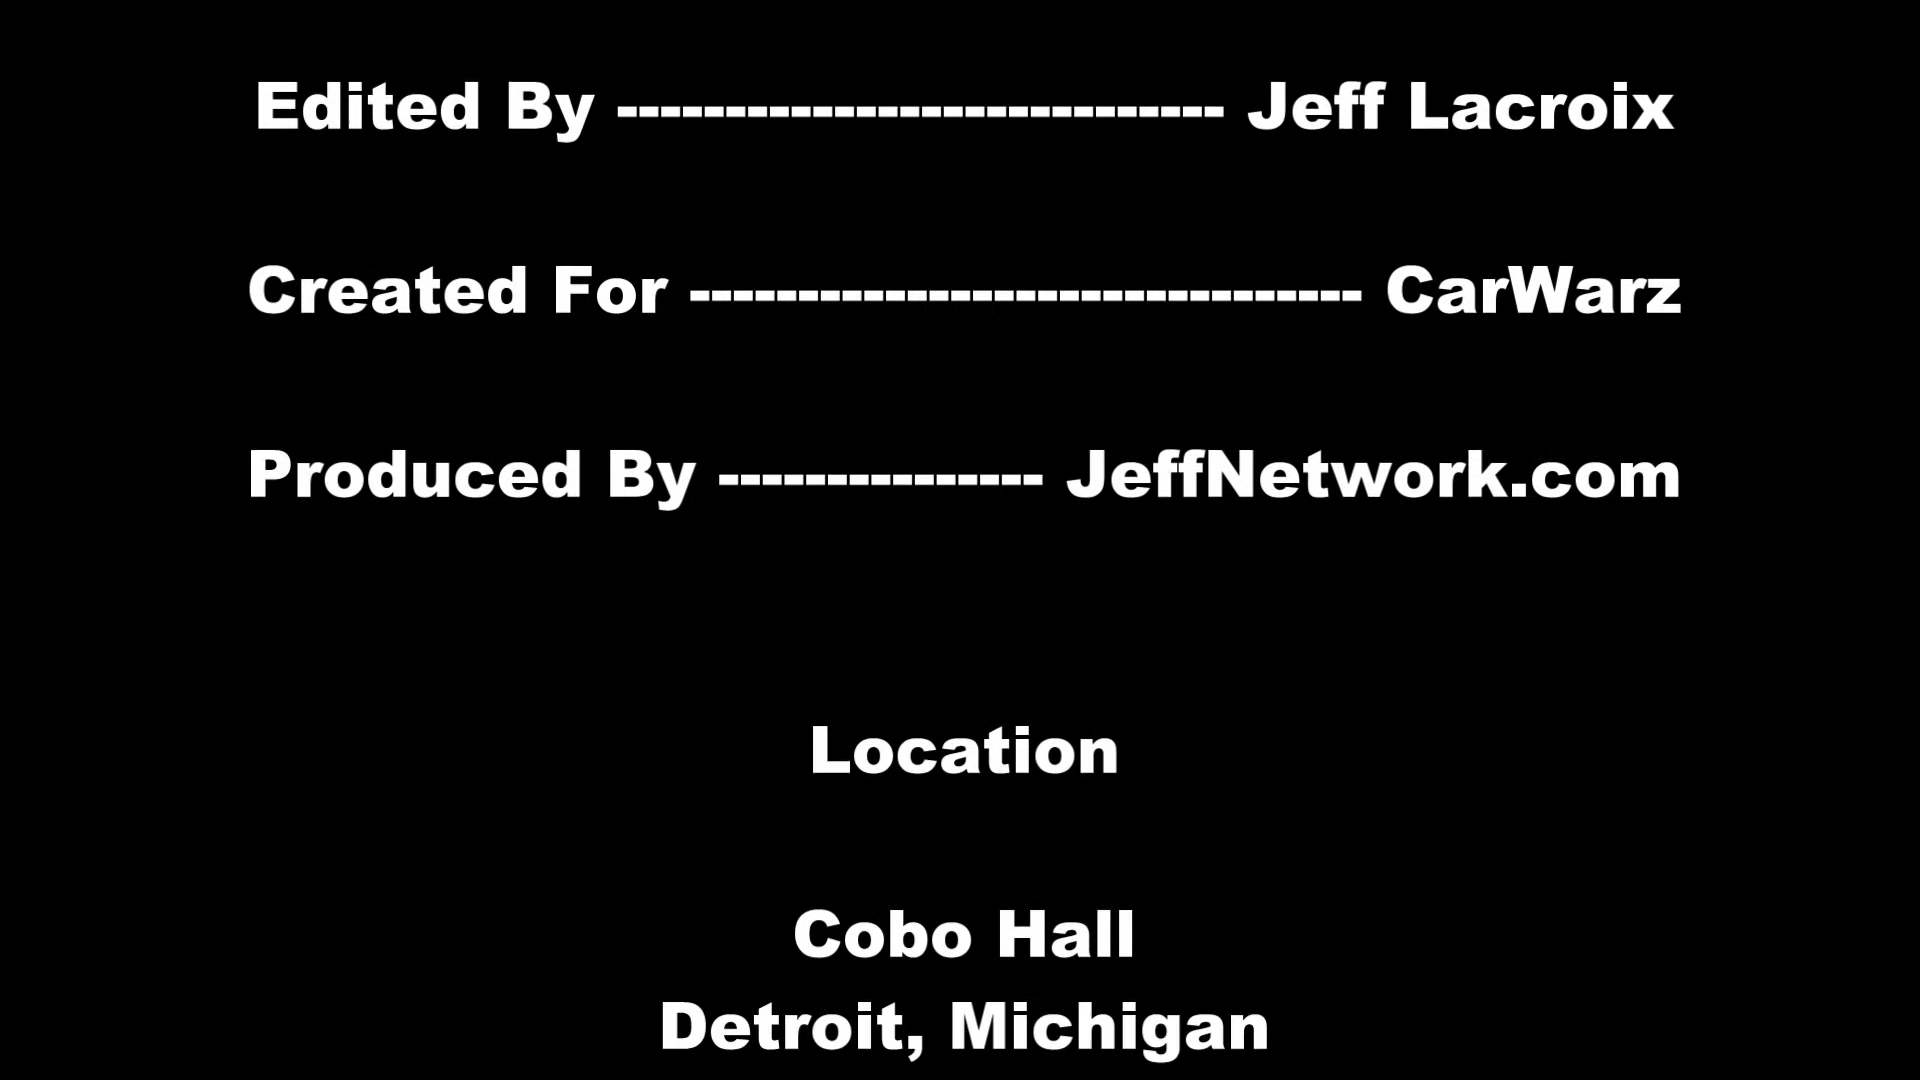 Edited By ---------------------------- Jeff Lacroix
Created For ------------------------------- CarWarz
Produced By --------------- JeffNetwork.com
Location
Cobo Hall
Detroit, Michigan